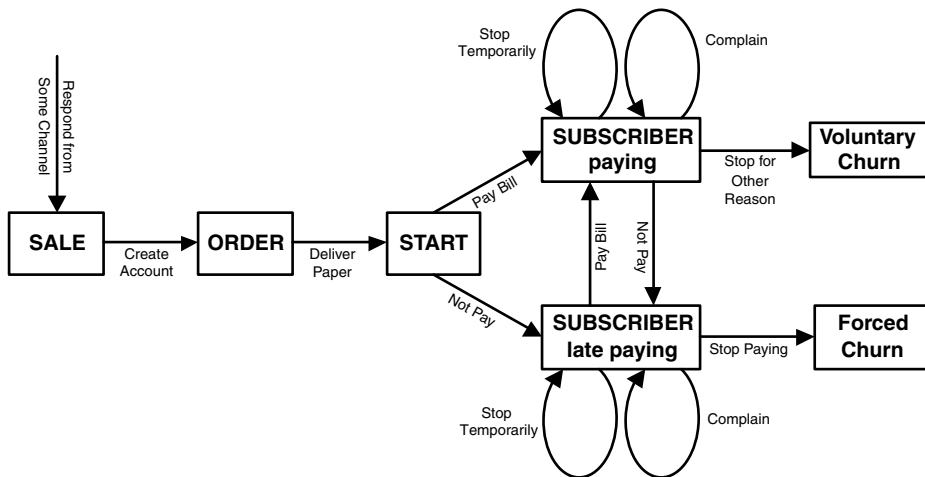 Stop
Temporarily
Complain
Respond from
Some Channel
SUBSCRIBER
paying
Voluntary
Churn
Stop for
Other
Reason
Pay Bill
SALE
Create
Account
ORDER
Deliver
Paper
START
Pay Bill
Not Pay
Not Pay
SUBSCRIBER
late paying
Stop Paying
Forced
Churn
Stop
Temporarily
Complain